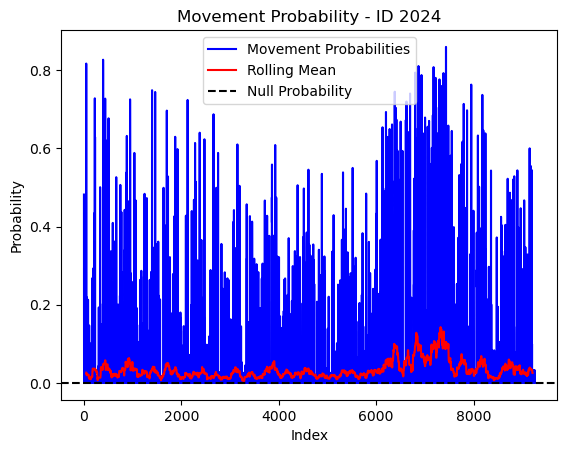 Movement Probability - ID 2024
Movement Probabilities
Rolling Mean
Null Probability
Probability
0.8
0.6
0.4
0.2
0.0
0
2000
4000
6000
8000
Index